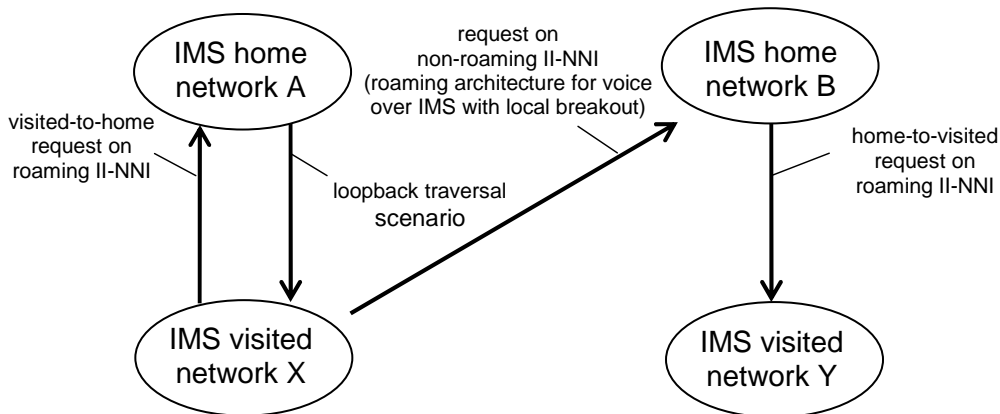 IMS home
network A
request on
non-roaming II-NNI
(roaming architecture for voice
over IMS with local breakout)
IMS home
network B
visited-to-home
request on
roaming II-NNI
loopback traversal
scenario
home-to-visited
request on
roaming II-NNI
IMS visited
network X
IMS visited
network Y